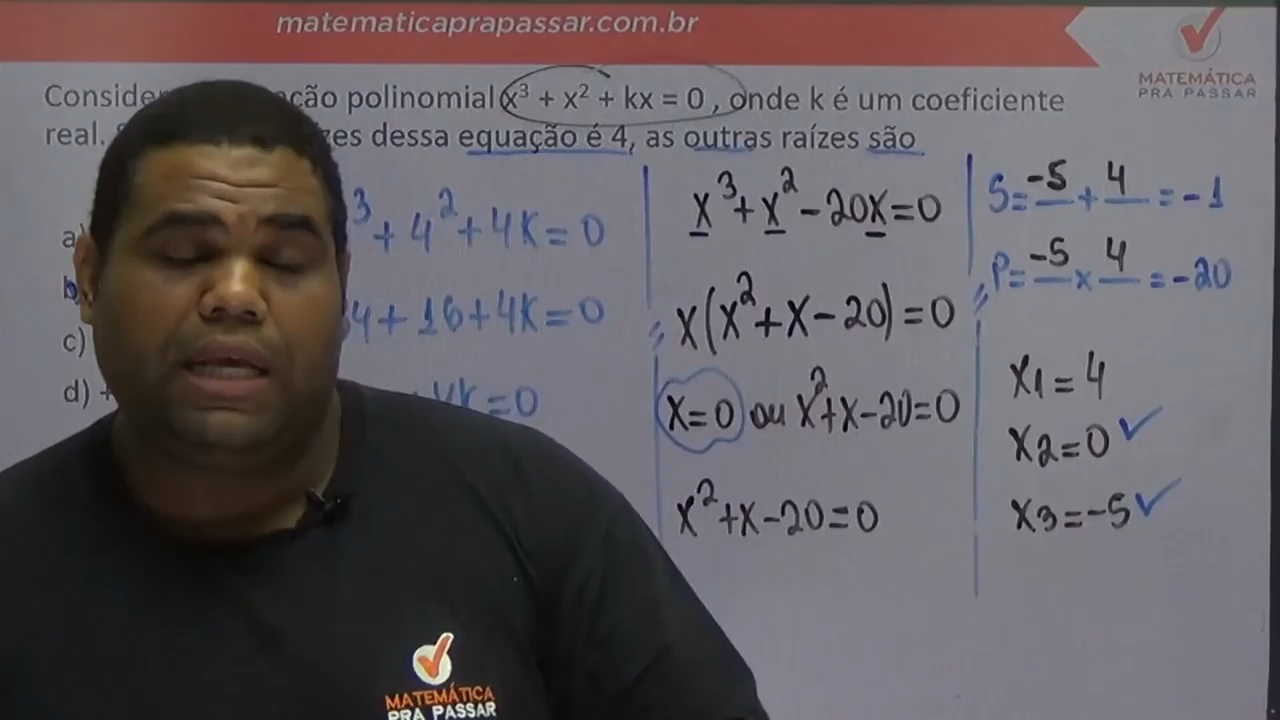 matematicaprapassar.com.br
MATEMÁTICA
PRA PASSAR
ção polinomial x³ + x² + kx = 0 , onde k é um coeficiente
real. zes dessa equação é 4, as outras raízes são
a)
b
c)
d) +
³ + 4² + 4K = 0
4 + 16 + 4K = 0
4K = 0
x³ + x² - 20x = 0
x(x² + x - 20) = 0
x = 0 ou x² + x - 20 = 0
x² + x - 20 = 0
S = -5 + 4 = -1
P = -5 x 4 = -20
x1 = 4
x2 = 0 ✓
x3 = -5 ✓
MATEMÁTICA
PRA PASSAR